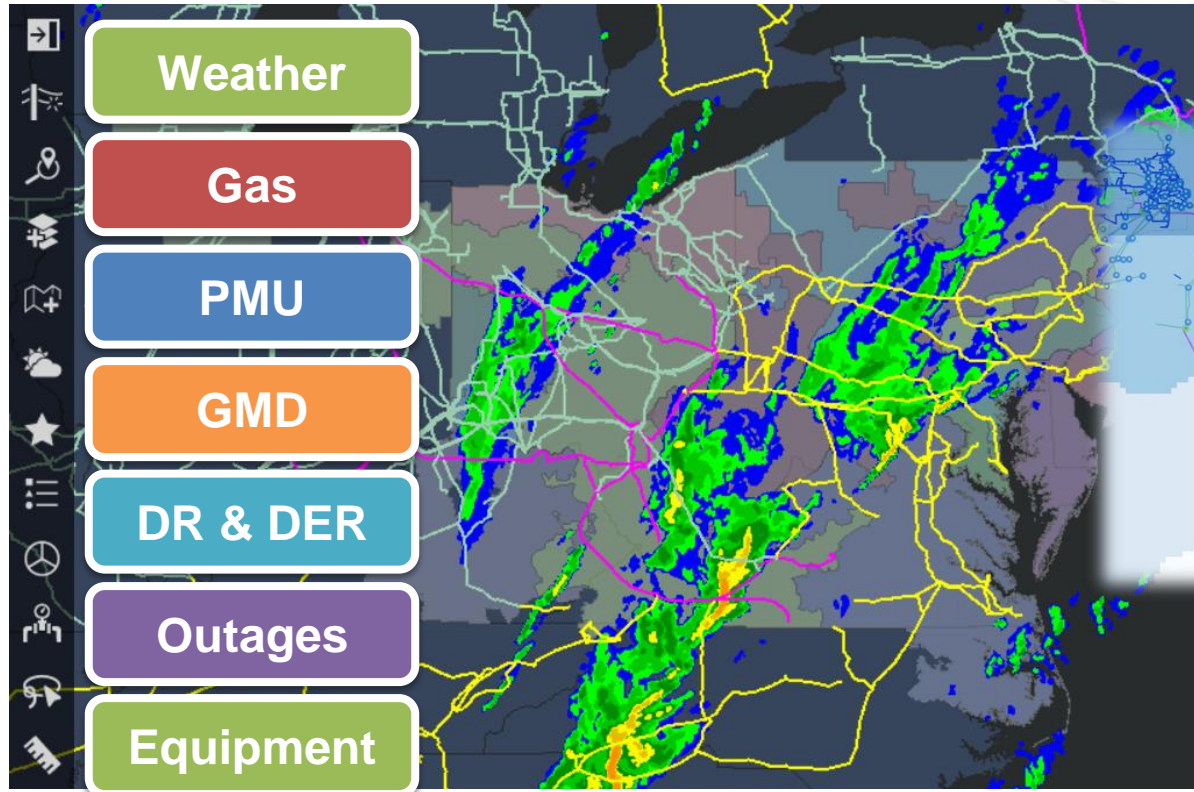 Weather
Gas
PMU
GMD
DR & DER
Outages
Equipment